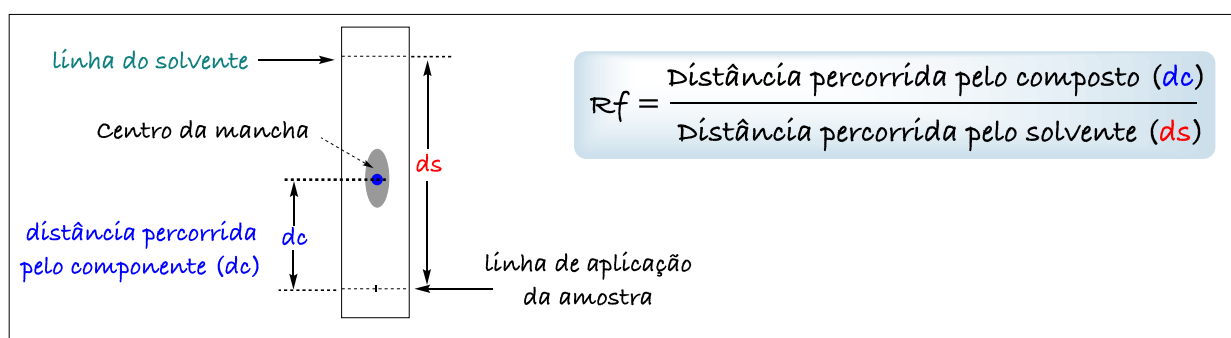 linha do solvente
Centro da mancha
ds
distância percorrida
pelo componente (dc)
dc
linha de aplicação
da amostra
Rf = Distância percorrida pelo composto (dc)
Distância percorrida pelo solvente (ds)